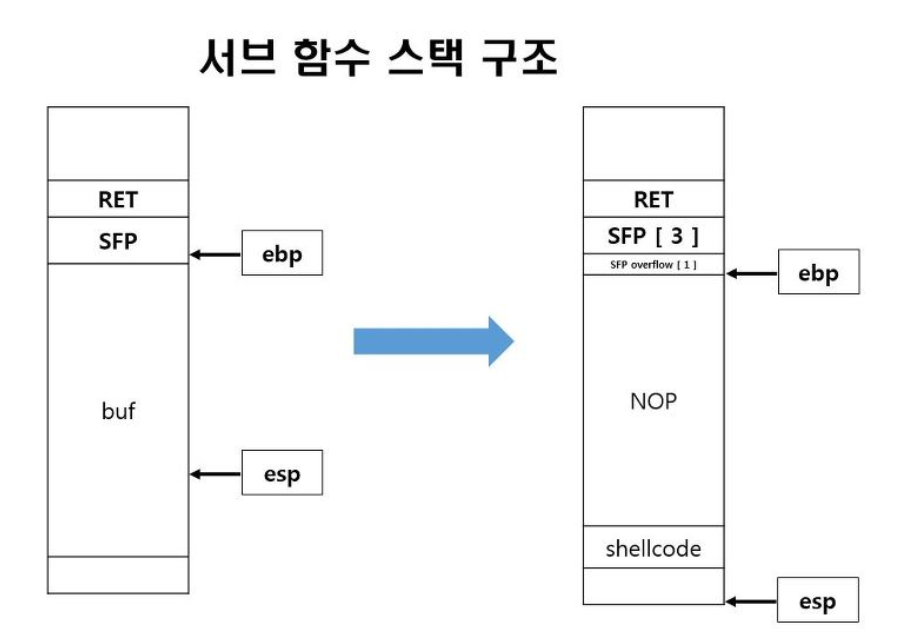 서브 함수 스택 구조
RET
SFP
ebp
buf
esp
RET
SFP [ 3 ]
SFP overflow [ 1 ]
ebp
NOP
shellcode
esp